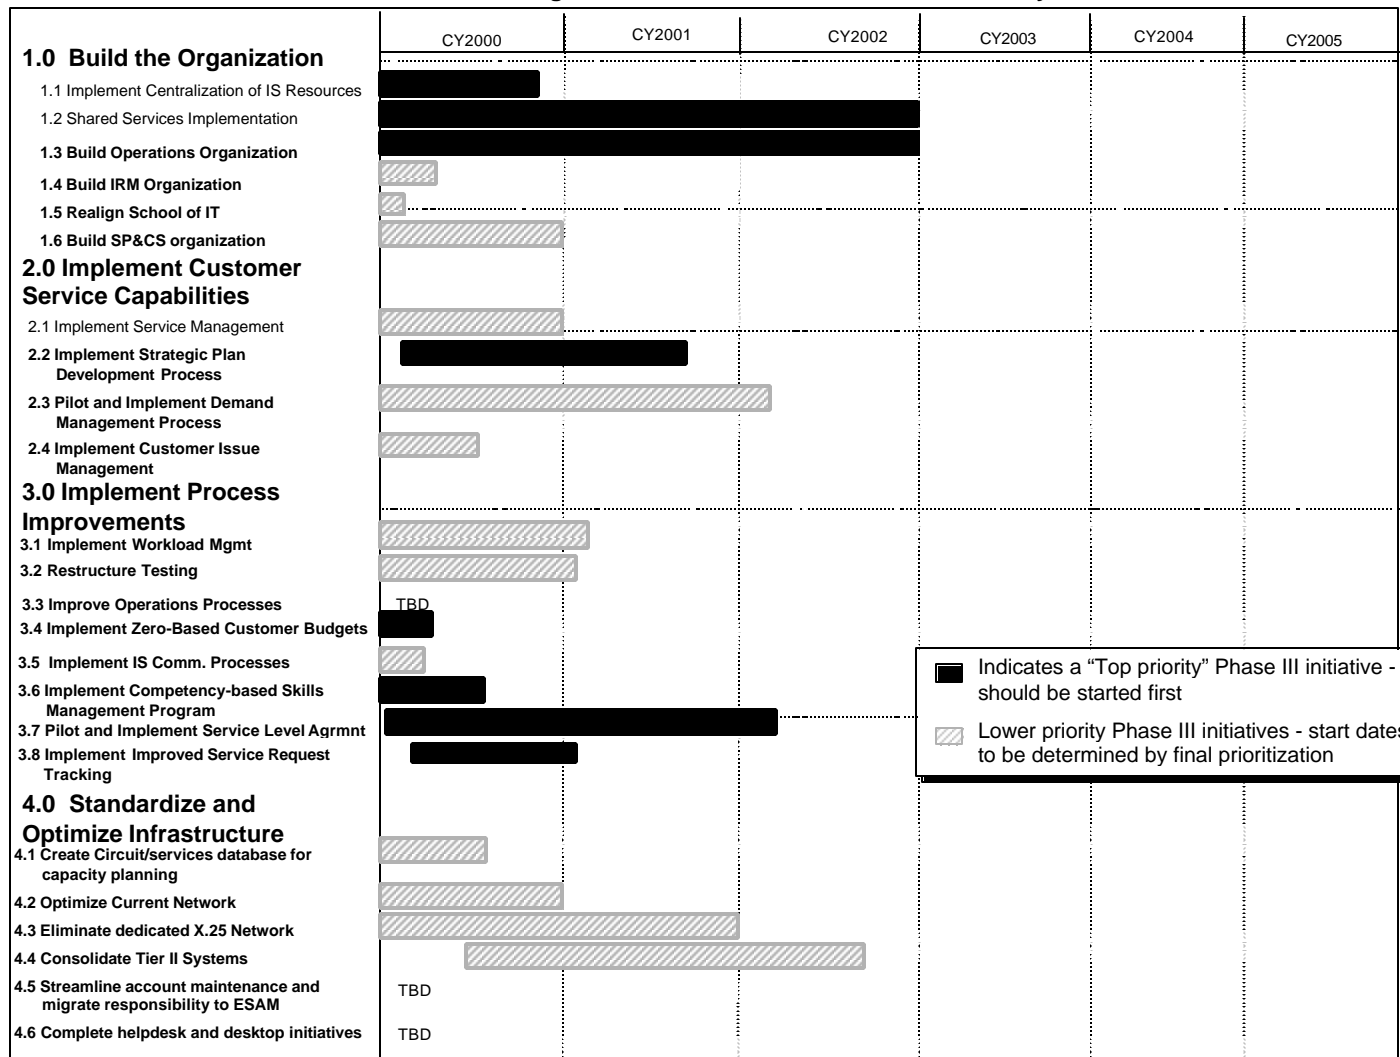 CY2000 CY2001 CY2002 CY2003 CY2004 CY2005
1.0 Build the Organization
1.1 Implement Centralization of IS Resources
1.2 Shared Services Implementation
1.3 Build Operations Organization
1.4 Build IRM Organization
1.5 Realign School of IT
1.6 Build SP&CS organization
2.0 Implement Customer
Service Capabilities
2.1 Implement Service Management
2.2 Implement Strategic Plan
Development Process
2.3 Pilot and Implement Demand
Management Process
2.4 Implement Customer Issue
Management
3.0 Implement Process
Improvements
3.1 Implement Workload Mgmt
3.2 Restructure Testing
3.3 Improve Operations Processes TBD
3.4 Implement Zero-Based Customer Budgets
3.5 Implement IS Comm. Processes
3.6 Implement Competency-based Skills
Management Program
3.7 Pilot and Implement Service Level Agrmnt
3.8 Implement Improved Service Request
Tracking
Indicates a “Top priority” Phase III initiative -
should be started first
Lower priority Phase III initiatives - start dates
to be determined by final prioritization
4.0 Standardize and
Optimize Infrastructure
4.1 Create Circuit/services database for
capacity planning
4.2 Optimize Current Network
4.3 Eliminate dedicated X.25 Network
4.4 Consolidate Tier II Systems
4.5 Streamline account maintenance and
migrate responsibility to ESAM
TBD
4.6 Complete helpdesk and desktop initiatives TBD